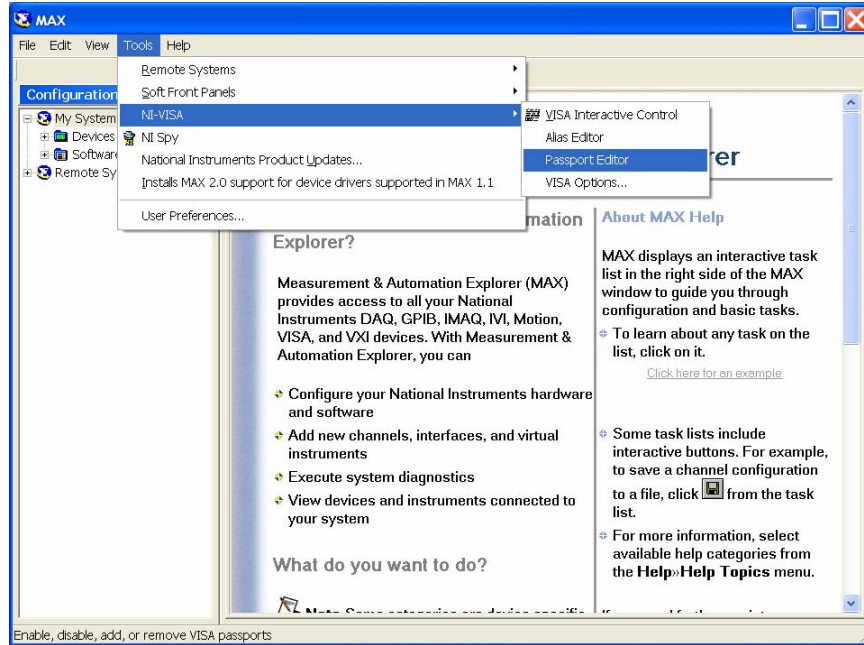 MAX
File Edit View Tools Help
Remote Systems
Soft Front Panels
NI-VISA
NI Spy
National Instruments Product Updates...
Installs MAX 2.0 support for device drivers supported in MAX 1.1
User Preferences...
VISA Interactive Control
Alias Editor
Passport Editor
VISA Options...
Configuration
My System
Devices
Software
Remote Sy
rer
mation
Explorer?
Measurement & Automation Explorer (MAX)
provides access to all your National
Instruments DAQ, GPIB, IMAQ, IVI, Motion,
VISA, and VXI devices. With Measurement &
Automation Explorer, you can
Configure your National Instruments hardware
and software
Add new channels, interfaces, and virtual
instruments
Execute system diagnostics
View devices and instruments connected to
your system
What do you want to do?
About MAX Help
MAX displays an interactive task
list in the right side of the MAX
window to guide you through
configuration and basic tasks.
To learn about any task on the
list, click on it.
Click here for an example
Some task lists include
interactive buttons. For example,
to save a channel configuration
to a file, click from the task
list.
For more information, select
available help categories from
the Help»Help Topics menu.
Enable, disable, add, or remove VISA passports